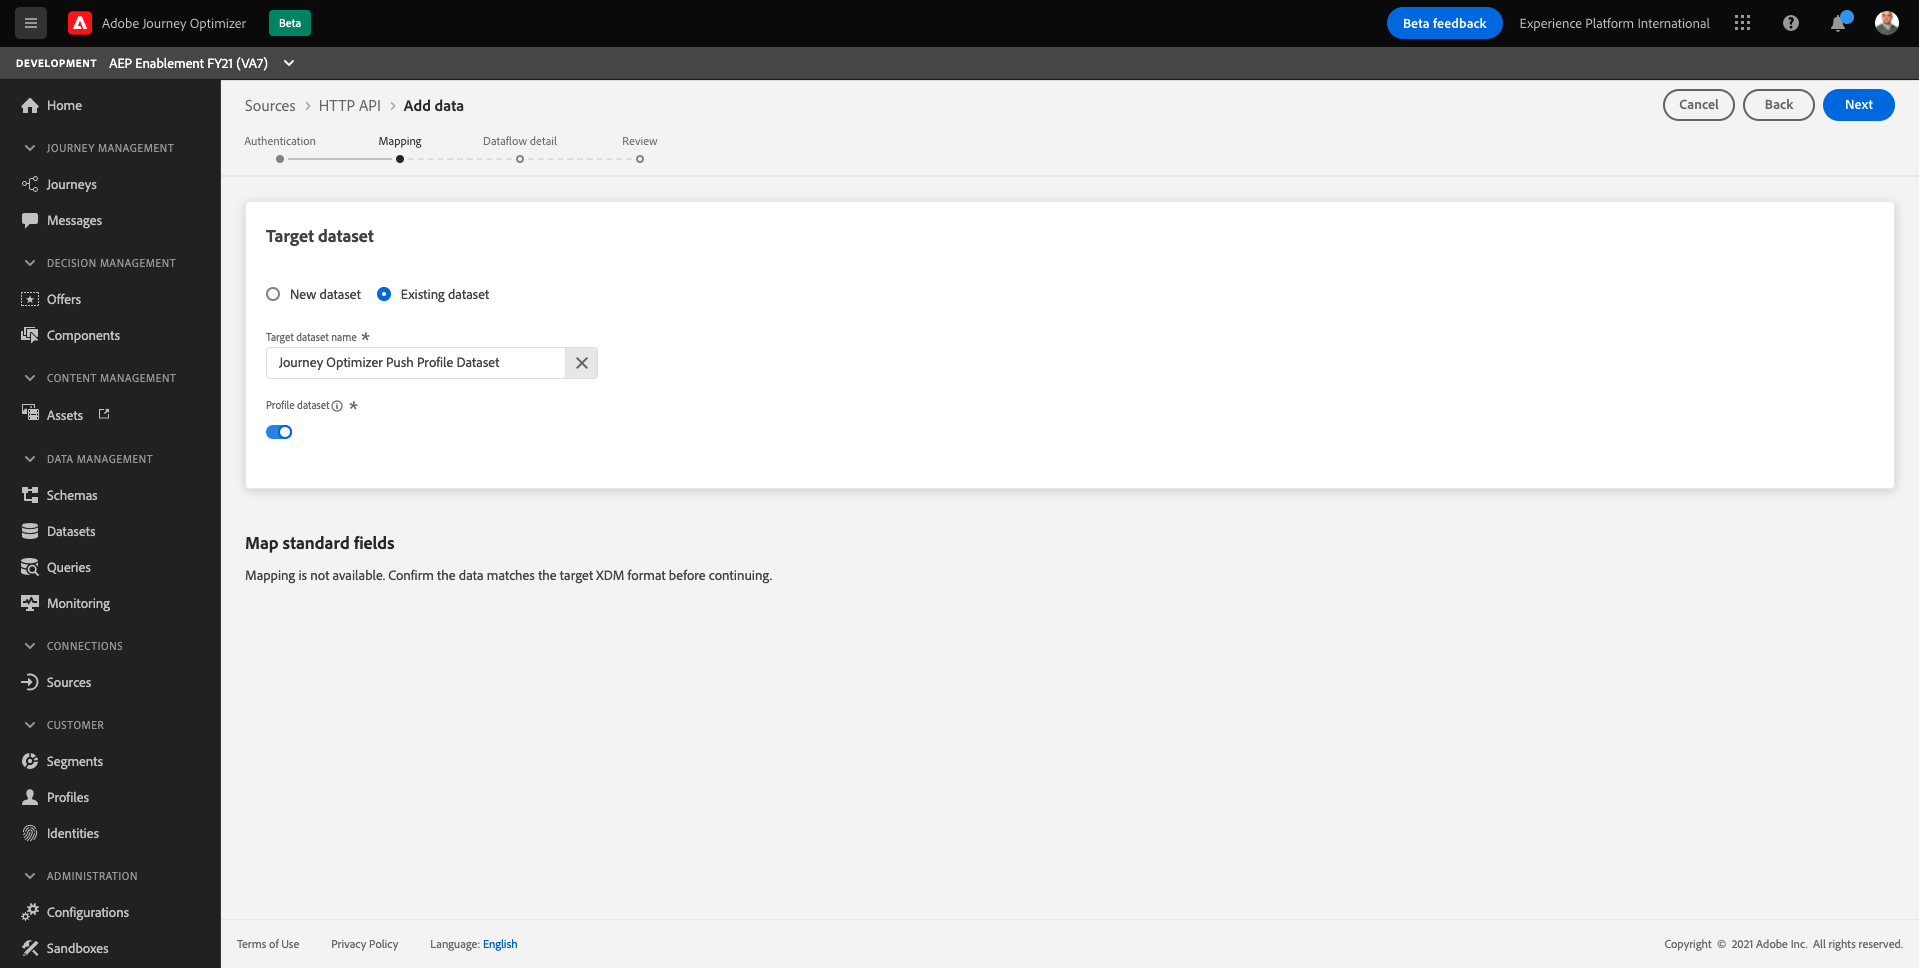 Adobe Journey Optimizer Beta Beta feedback Experience Platform International
DEVELOPMENT AEP Enablement FY21 (VA7)
Home
JOURNEY MANAGEMENT
Journeys
Messages
DECISION MANAGEMENT
Offers
Components
CONTENT MANAGEMENT
Assets
DATA MANAGEMENT
Schemas
Datasets
Queries
Monitoring
CONNECTIONS
Sources
CUSTOMER
Segments
Profiles
Identities
ADMINISTRATION
Configurations
Sandboxes
Sources > HTTP API > Add data
Cancel Back Next
Authentication Mapping Dataflow detail Review
Target dataset
New dataset Existing dataset
Target dataset name *
Journey Optimizer Push Profile Dataset
Profile dataset *
Map standard fields
Mapping is not available. Confirm the data matches the target XDM format before continuing.
Terms of Use Privacy Policy Language: English Copyright © 2021 Adobe Inc. All rights reserved.